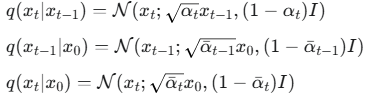 q(x_t|x_{t−1}) = 𝒩(x_t; √α_t x_{t−1}, (1 − α_t)I)
q(x_{t−1}|x_0) = 𝒩(x_{t−1}; √ᾱ_{t−1} x_0, (1 − ᾱ_{t−1})I)
q(x_t|x_0) = 𝒩(x_t; √ᾱ_t x_0, (1 − ᾱ_t)I)